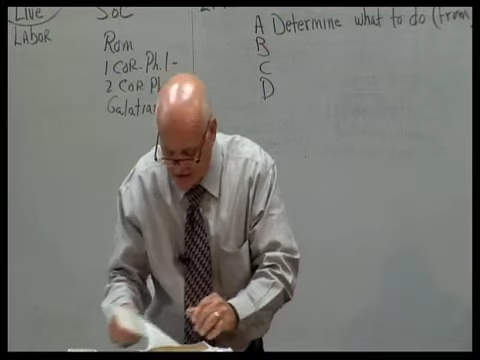 Live
SOC
LABOR
Rom
1 COR - Ph. 1-
2 COR Ph
Galatia
A Determine what to do (From
B
C
D